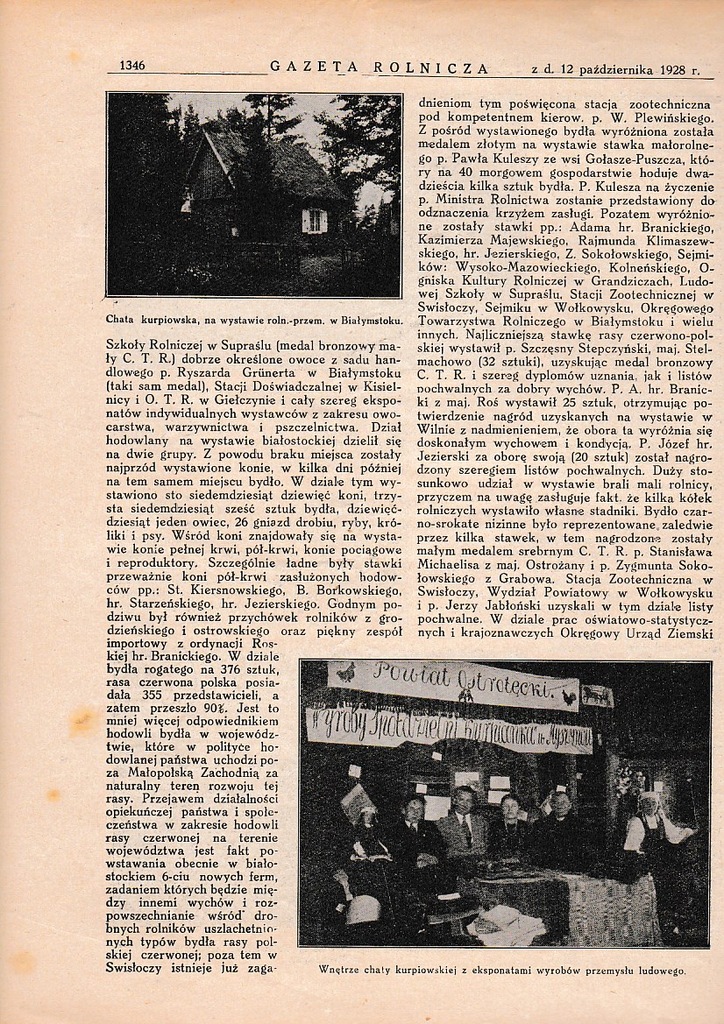 1346
GAZETA ROLNICZA
z d. 12 października 1928 r.
Chata kurpiowska, na wystawie roln.-przem. w Białymstoku.
Szkoły Rolniczej w Supraślu (medal bronzowy ma-
ły C. T. R.) dobrze określone owoce z sadu han-
dlowego p. Ryszarda Grünerta w Białymstoku
(taki sam medal), Stacji Doświadczalnej w Kisiel-
nicy i O. T. R. w Giełczynie i cały szereg ekspo-
natów indywidualnych wystawców z zakresu owo-
carstwa, warzywnictwa i pszczelnictwa. Dział
hodowlany na wystawie białostockiej dzielił się
na dwie grupy. Z powodu braku miejsca zostały
najprzód wystawione konie, w kilka dni później
na tem samem miejscu bydło. W dziale tym wy-
stawiono sto siedemdziesiąt dziewięć koni, trzy-
sta siedemdziesiąt sześć sztuk bydła, dziewięć-
dziesiąt jeden owiec, 26 gniazd drobiu, ryby, kró-
liki i psy. Wśród koni znajdowały się na wysta-
wie konie pełnej krwi, pół-krwi, konie pociągowe
i reproduktory. Szczególnie ładne były stawki
przeważnie koni pół-krwi zasłużonych hodow-
ców pp.: St. Kiersnowskiego, B. Borkowskiego,
hr. Starzeńskiego, hr. Jezierskiego. Godnym po-
dziwu był również przychówek rolników z gro-
dzieńskiego i ostrowskiego oraz piękny zespół
importowy z ordynacji Ros-
kiej hr. Branickiego. W dziale
bydła rogatego na 376 sztuk,
rasa czerwona polska posia-
dała 355 przedstawicieli, a
zatem przeszło 90%. Jest to
mniej więcej odpowiednikiem
hodowli bydła w wojewódz-
twie, które w polityce ho-
dowlanej państwa uchodzi po-
za Małopolską Zachodnią za
naturalny teren rozwoju tej
rasy. Przejawem działalności
opiekuńczej państwa i społe-
czeństwa w zakresie hodowli
rasy czerwonej na terenie
województwa jest fakt po-
wstawania obecnie w biało-
stockiem 6-ciu nowych ferm,
zadaniem których będzie mię-
dzy innemi wychów i roz-
powszechnianie wśród dro-
bnych rolników uszlachetnio-
nych typów bydła rasy pol-
skiej czerwonej; poza tem w
Swisłoczy istnieje już zaga-
dnieniom tym poświęcona stacja zootechniczna
pod kompetentnem kierow. p. W. Plewińskiego.
Z pośród wystawionego bydła wyróżniona została
medalem złotym na wystawie stawka małorolne-
go p. Pawła Kuleszy ze wsi Gołasze-Puszcza, któ-
ry na 40 morgowem gospodarstwie hoduje dwa-
dzieścia kilka sztuk bydła. P. Kulesza na życzenie
p. Ministra Rolnictwa zostanie przedstawiony do
odznaczenia krzyżem zasługi. Pozatem wyróżnio-
ne zostały stawki pp.: Adama hr. Branickiego,
Kazimierza Majewskiego, Rajmunda Klimaszew-
skiego, hr. Jezierskiego, Z. Sokołowskiego, Sejmi-
ków: Wysoko-Mazowieckiego, Kolneńskiego, O-
gniska Kultury Rolniczej w Grandziczach, Ludo-
wej Szkoły w Supraślu, Stacji Zootechnicznej w
Swisłoczy, Sejmiku w Wołkowysku, Okręgowego
Towarzystwa Rolniczego w Białymstoku i wielu
innych. Najliczniejszą stawkę rasy czerwono-pol-
skiej wystawił p. Szczęsny Stepczyński, maj. Stel-
machowo (32 sztuki), uzyskując medal bronzowy
C. T. R. i szereg dyplomów uznania, jak i listów
pochwalnych za dobry wychów. P. A. hr. Branic-
ki z maj. Roś wystawił 25 sztuk, otrzymując po-
twierdzenie nagród uzyskanych na wystawie w
Wilnie z nadmienieniem, że obora ta wyróżnia się
doskonałym wychowem i kondycją. P. Józef hr.
Jezierski za oborę swoją (20 sztuk) został nagro-
dzony szeregiem listów pochwalnych. Duży sto-
sunkowo udział w wystawie brali mali rolnicy,
przyczem na uwagę zasługuje fakt, że kilka kółek
rolniczych wystawiło własne stadniki. Bydło czar-
no-srokate nizinne było reprezentowane zaledwie
przez kilka stawek, w tem nagrodzone zostały
małym medalem srebrnym C. T. R. p. Stanisława
Michaelisa z maj. Ostrożany i p. Zygmunta Soko-
łowskiego z Grabowa. Stacja Zootechniczna w
Swisłoczy, Wydział Powiatowy w Wołkowysku
i p. Jerzy Jabłoński uzyskali w tym dziale listy
pochwalne. W dziale prac oświatowo-statystycz-
nych i krajoznawczych Okręgowy Urząd Ziemski
Powiat Ostrołęcki.
Wyroby Spółdzielni Kurpianka w Myszyńcu
Wnętrze chaty kurpiowskiej z eksponatami wyrobów przemysłu ludowego.